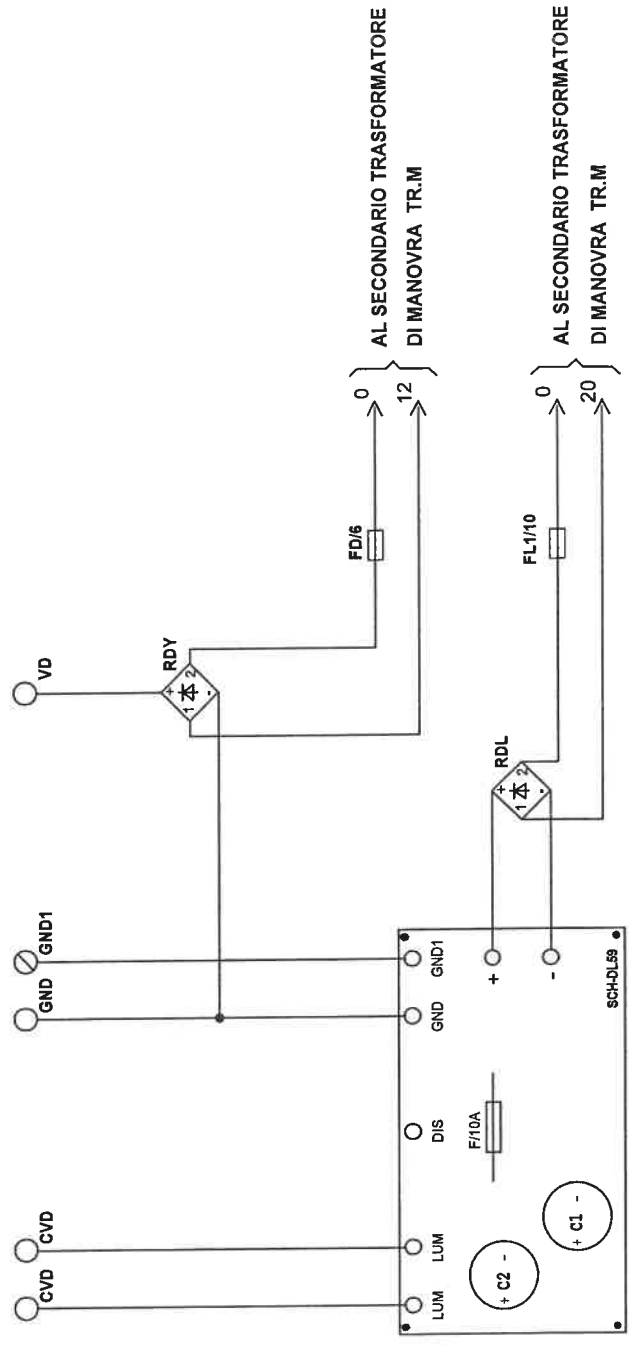 CVD
CVD
GND
GND1
VD
LUM
LUM
DIS
GND
GND1
+ C2 -
+ C1 -
F/10A
+
-
SCH-DL59
RDY
+
1 2
-
RDL
+
1 2
-
FD/6
0
12
AL SECONDARIO TRASFORMATORE
DI MANOVRA TR.M
FL1/10
0
20
AL SECONDARIO TRASFORMATORE
DI MANOVRA TR.M